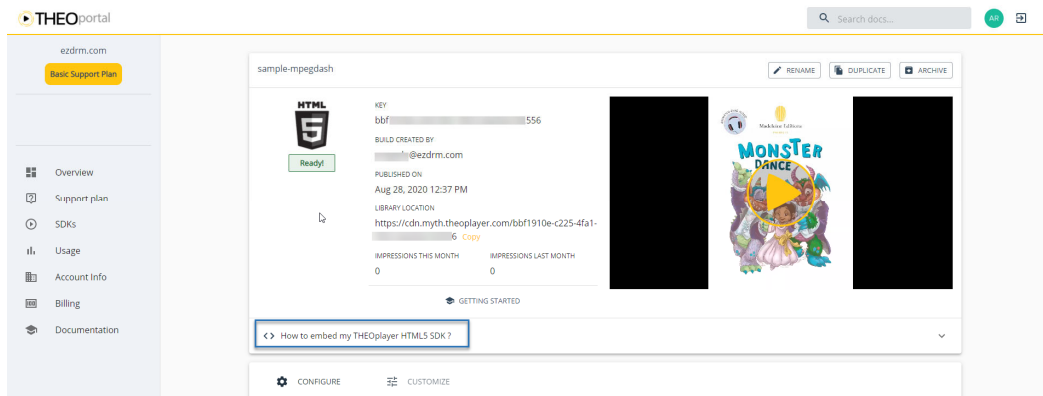 THEOportal
Search docs...
AR
ezdrm.com
Basic Support Plan
Overview
Support plan
SDKs
Usage
Account Info
Billing
Documentation
sample-mpegdash
RENAME
DUPLICATE
ARCHIVE
HTML
5
Ready!
KEY
bbf 556
BUILD CREATED BY
@ezdrm.com
PUBLISHED ON
Aug 28, 2020 12:37 PM
LIBRARY LOCATION
https://cdn.myth.theoplayer.com/bbf1910e-c225-4fa1-
6 Copy
IMPRESSIONS THIS MONTH IMPRESSIONS LAST MONTH
0 0
GETTING STARTED
Madeleine Editions
MONSTER
DANCE
<> How to embed my THEOplayer HTML5 SDK ?
CONFIGURE
CUSTOMIZE